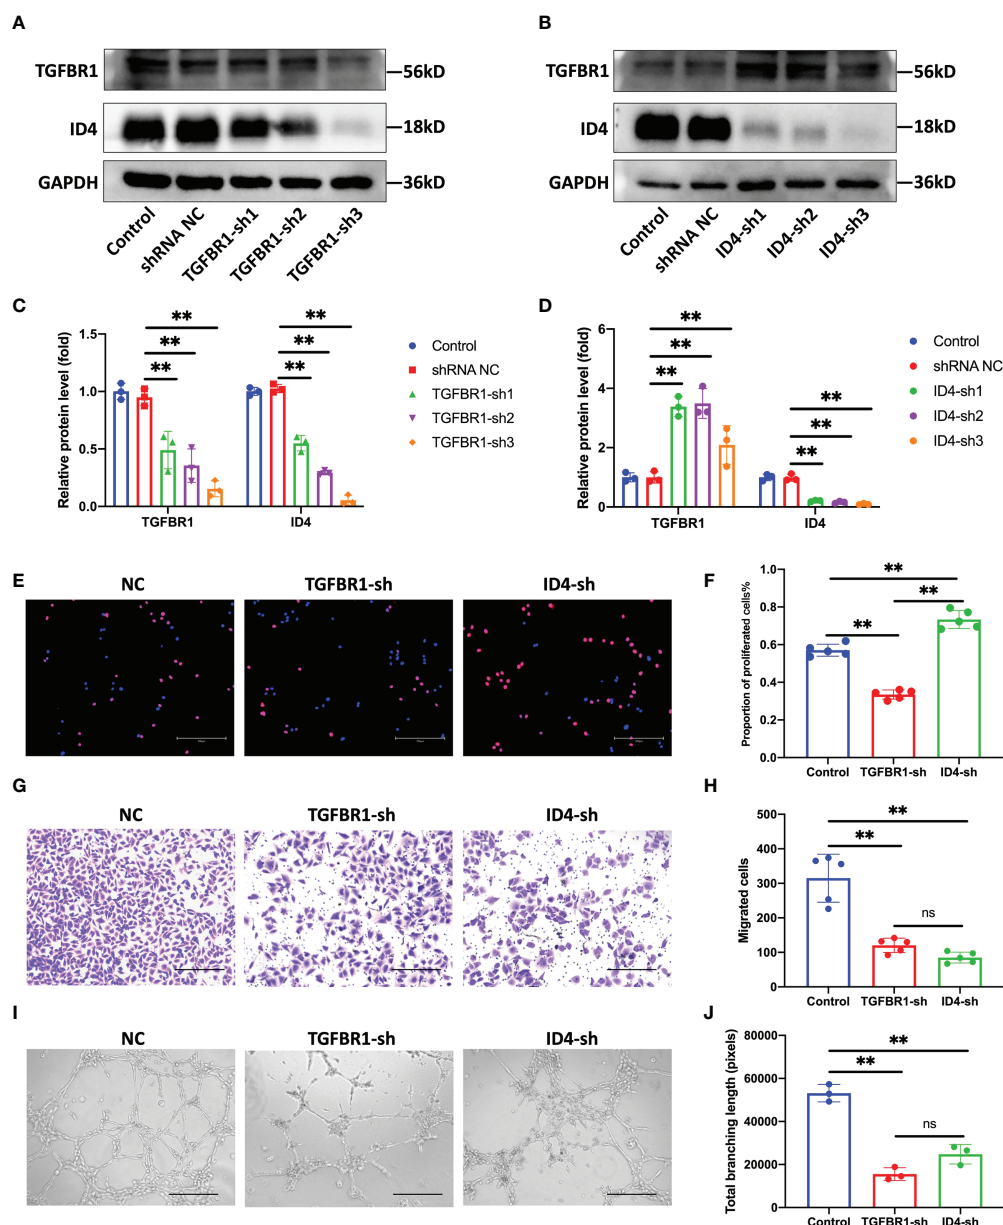 A
TGFBR1
56kD
ID4
18kD
GAPDH
36kD
Control
shRNA NC
TGFBR1-sh1
TGFBR1-sh2
TGFBR1-sh3
B
TGFBR1
56kD
ID4
18kD
GAPDH
36kD
Control
shRNA NC
ID4-sh1
ID4-sh2
ID4-sh3
C
Relative protein level (fold)
1.5
1.0
0.5
0.0
**
**
**
**
**
**
TGFBR1
ID4
Control
shRNA NC
TGFBR1-sh1
TGFBR1-sh2
TGFBR1-sh3
D
Relative protein level (fold)
6
4
2
0
**
**
**
**
**
**
TGFBR1
ID4
Control
shRNA NC
ID4-sh1
ID4-sh2
ID4-sh3
E
NC
TGFBR1-sh
ID4-sh
F
Proportion of proliferated cells%
1.0
0.8
0.6
0.4
0.2
0.0
**
**
**
Control
TGFBR1-sh
ID4-sh
G
NC
TGFBR1-sh
ID4-sh
H
Migrated cells
500
400
300
200
100
0
**
**
ns
Control
TGFBR1-sh
ID4-sh
I
NC
TGFBR1-sh
ID4-sh
J
Total branching length (pixels)
80000
60000
40000
20000
0
**
**
ns
Control
TGFBR1-sh
ID4-sh